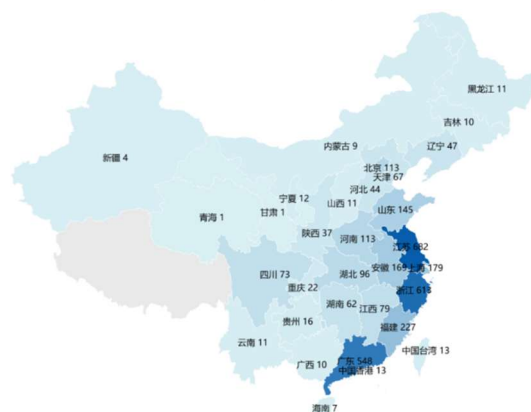 黑龙江 11
吉林 10
内蒙古 9
辽宁 47
新疆 4
北京 113
天津 67
河北 44
宁夏 12
山西 11
山东 145
青海 1
甘肃 1
陕西 37
河南 113
江苏 682
四川 73
湖北 96
安徽 169
上海 179
重庆 22
浙江 613
湖南 62
江西 79
贵州 16
福建 227
云南 11
中国台湾 13
广西 10
广东 548
中国香港 13
海南 7